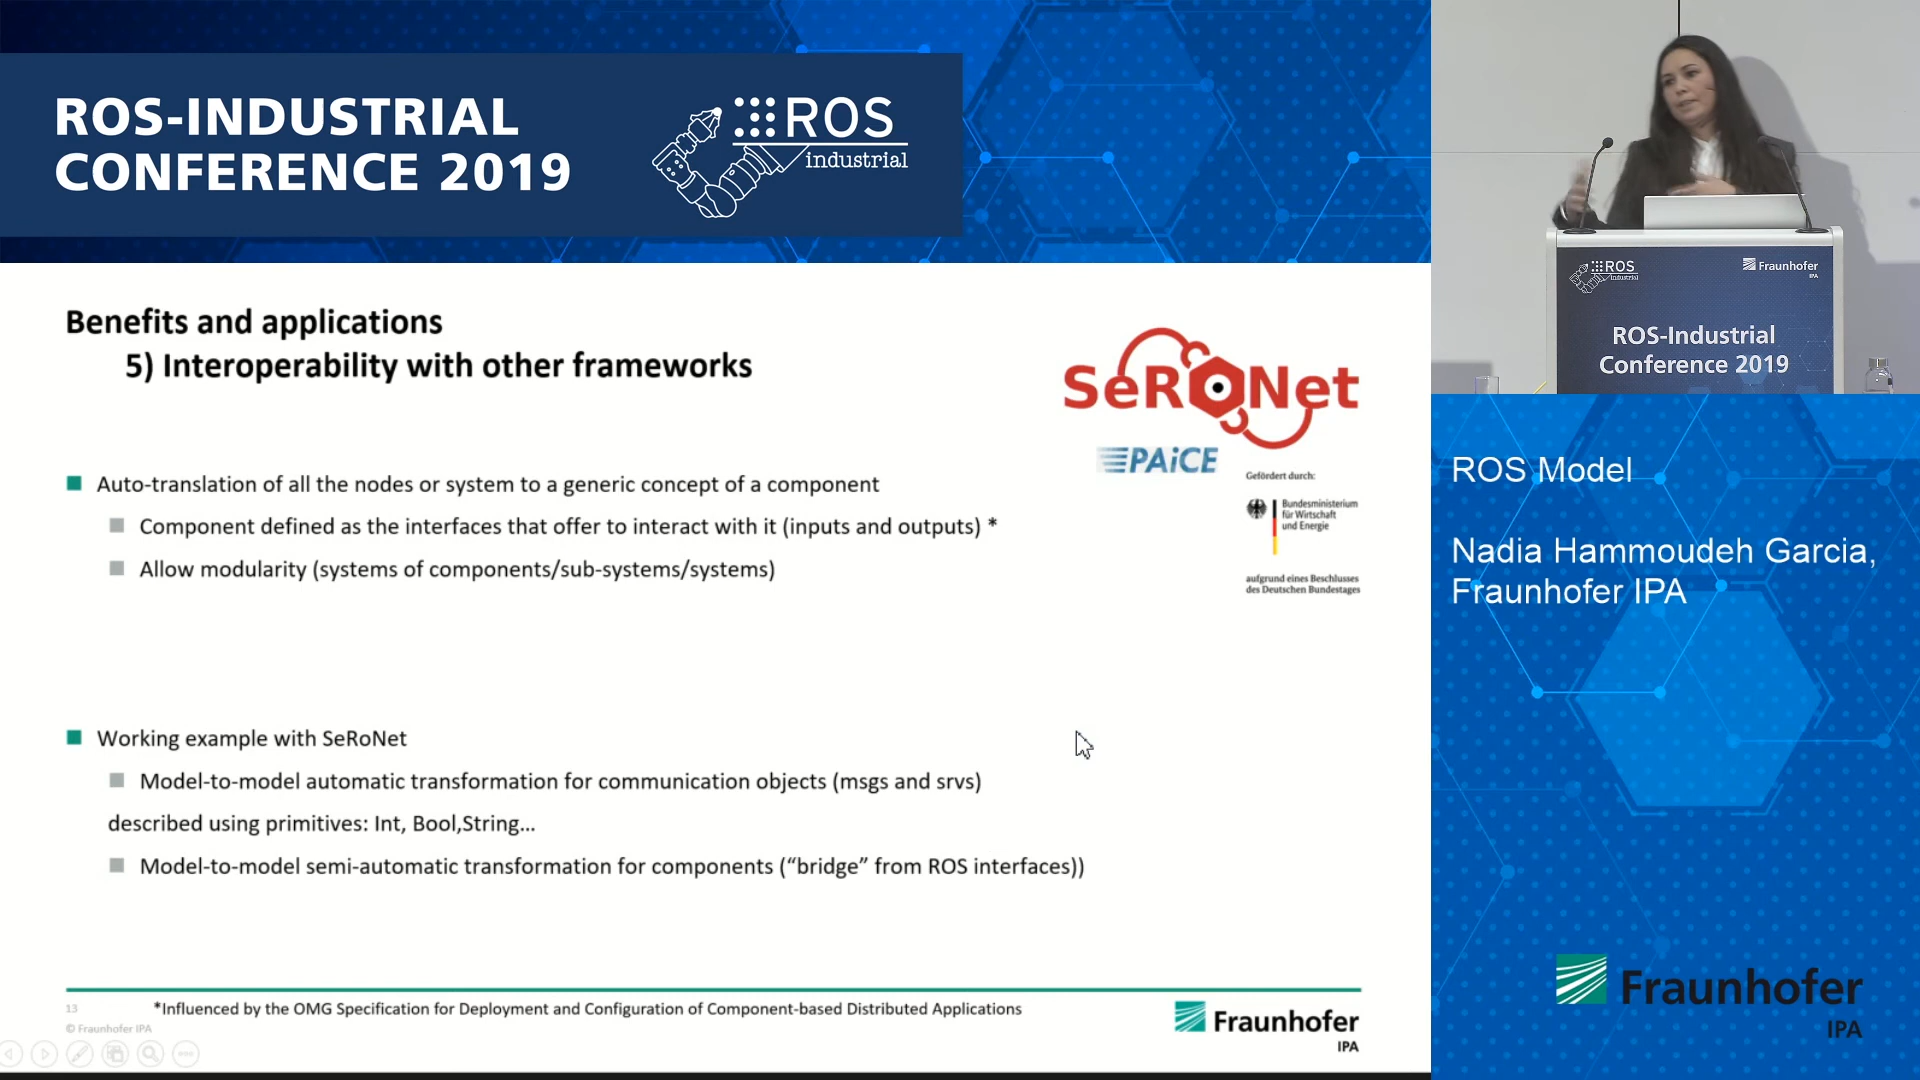 ROS-INDUSTRIAL
CONFERENCE 2019
ROS
industrial
Benefits and applications
5) Interoperability with other frameworks
SeRoNet
PAiCE
Gefördert durch:
Bundesministerium
für Wirtschaft
und Energie
aufgrund eines Beschlusses
des Deutschen Bundestages
Auto-translation of all the nodes or system to a generic concept of a component
Component defined as the interfaces that offer to interact with it (inputs and outputs) *
Allow modularity (systems of components/sub-systems/systems)
Working example with SeRoNet
Model-to-model automatic transformation for communication objects (msgs and srvs)
described using primitives: Int, Bool,String...
Model-to-model semi-automatic transformation for components (“bridge” from ROS interfaces))
13
*Influenced by the OMG Specification for Deployment and Configuration of Component-based Distributed Applications
© Fraunhofer IPA
Fraunhofer
IPA
ROS
industrial
Fraunhofer
IPA
ROS-Industrial
Conference 2019
ROS Model
Nadia Hammoudeh Garcia,
Fraunhofer IPA
Fraunhofer
IPA